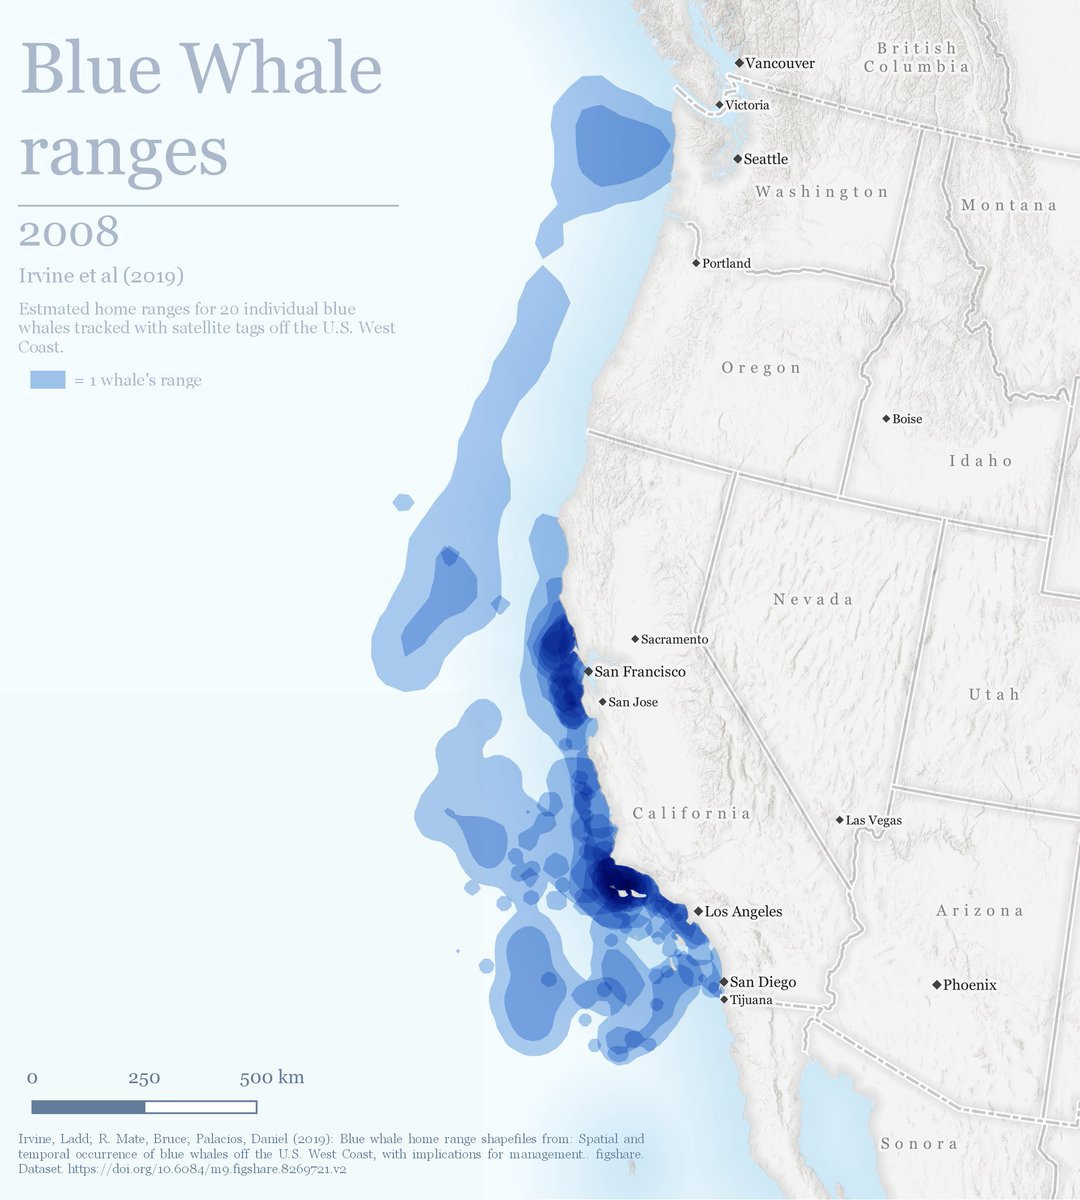 Blue Whale
ranges
2008
Irvine et al (2019)
Estmated home ranges for 20 individual blue
whales tracked with satellite tags off the U.S. West
Coast.
= 1 whale's range
British
Columbia
Vancouver
Victoria
Seattle
Washington
Montana
Portland
Oregon
Boise
Idaho
Nevada
Sacramento
San Francisco
Utah
San Jose
California
Las Vegas
Los Angeles
Arizona
San Diego
Phoenix
Tijuana
Sonora
0 250 500 km
Irvine, Ladd; R. Mate, Bruce; Palacios, Daniel (2019): Blue whale home range shapefiles from: Spatial and
temporal occurrence of blue whales off the U.S. West Coast, with implications for management.. figshare.
Dataset. https://doi.org/10.6084/m9.figshare.8269721.v2